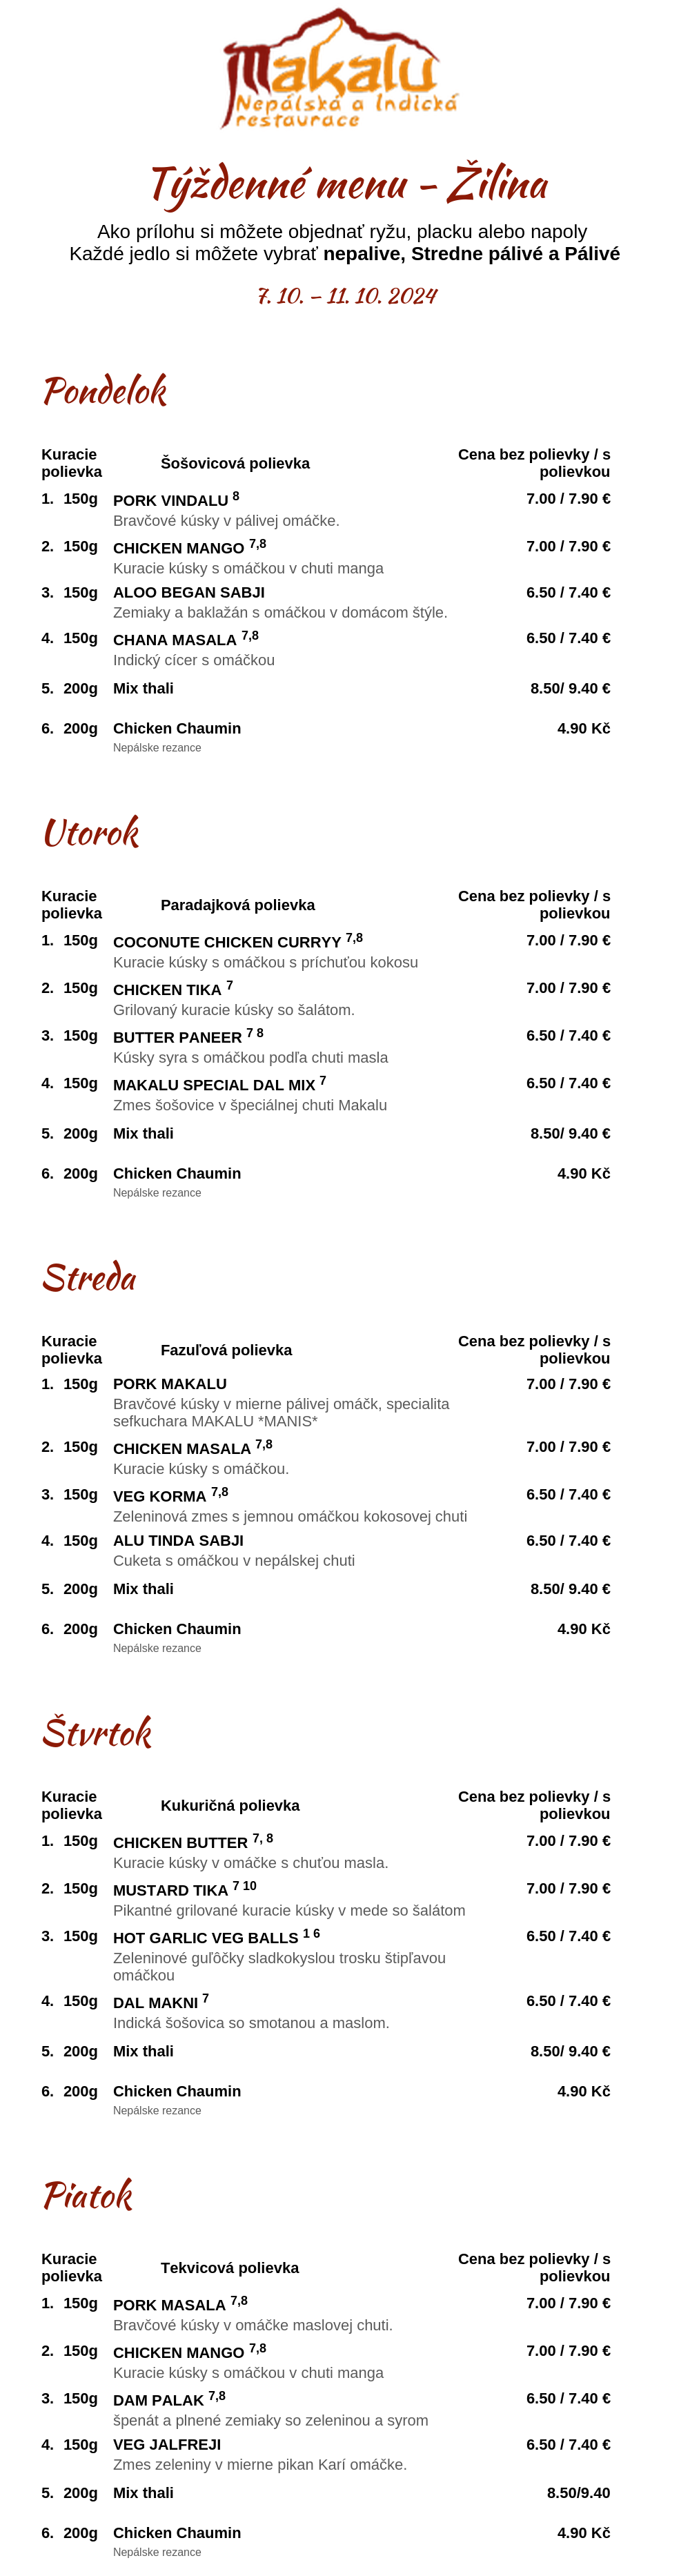 Makalu
Nepálská a Indická
restaurace
Týždenné menu – Žilina
Ako prílohu si môžete objednať ryžu, placku alebo napoly
Každé jedlo si môžete vybrať nepalive, Stredne pálivé a Pálivé
7. 10. – 11. 10. 2024
Pondelok
Kuracie polievka Šošovicová polievka Cena bez polievky / s polievkou
1. 150g PORK VINDALU 8 7.00 / 7.90 €
Bravčové kúsky v pálivej omáčke.
2. 150g CHICKEN MANGO 7,8 7.00 / 7.90 €
Kuracie kúsky s omáčkou v chuti manga
3. 150g ALOO BEGAN SABJI 6.50 / 7.40 €
Zemiaky a baklažán s omáčkou v domácom štýle.
4. 150g CHANA MASALA 7,8 6.50 / 7.40 €
Indický cícer s omáčkou
5. 200g Mix thali 8.50/ 9.40 €
6. 200g Chicken Chaumin 4.90 Kč
Nepálske rezance
Utorok
Kuracie polievka Paradajková polievka Cena bez polievky / s polievkou
1. 150g COCONUTE CHICKEN CURRYY 7,8 7.00 / 7.90 €
Kuracie kúsky s omáčkou s príchuťou kokosu
2. 150g CHICKEN TIKA 7 7.00 / 7.90 €
Grilovaný kuracie kúsky so šalátom.
3. 150g BUTTER PANEER 7 8 6.50 / 7.40 €
Kúsky syra s omáčkou podľa chuti masla
4. 150g MAKALU SPECIAL DAL MIX 7 6.50 / 7.40 €
Zmes šošovice v špeciálnej chuti Makalu
5. 200g Mix thali 8.50/ 9.40 €
6. 200g Chicken Chaumin 4.90 Kč
Nepálske rezance
Streda
Kuracie polievka Fazuľová polievka Cena bez polievky / s polievkou
1. 150g PORK MAKALU 7.00 / 7.90 €
Bravčové kúsky v mierne pálivej omáčk, specialita
sefkuchara MAKALU *MANIS*
2. 150g CHICKEN MASALA 7,8 7.00 / 7.90 €
Kuracie kúsky s omáčkou.
3. 150g VEG KORMA 7,8 6.50 / 7.40 €
Zeleninová zmes s jemnou omáčkou kokosovej chuti
4. 150g ALU TINDA SABJI 6.50 / 7.40 €
Cuketa s omáčkou v nepálskej chuti
5. 200g Mix thali 8.50/ 9.40 €
6. 200g Chicken Chaumin 4.90 Kč
Nepálske rezance
Štvrtok
Kuracie polievka Kukuričná polievka Cena bez polievky / s polievkou
1. 150g CHICKEN BUTTER 7, 8 7.00 / 7.90 €
Kuracie kúsky v omáčke s chuťou masla.
2. 150g MUSTARD TIKA 7 10 7.00 / 7.90 €
Pikantné grilované kuracie kúsky v mede so šalátom
3. 150g HOT GARLIC VEG BALLS 1 6 6.50 / 7.40 €
Zeleninové guľôčky sladkokyslou trosku štipľavou
omáčkou
4. 150g DAL MAKNI 7 6.50 / 7.40 €
Indická šošovica so smotanou a maslom.
5. 200g Mix thali 8.50/ 9.40 €
6. 200g Chicken Chaumin 4.90 Kč
Nepálske rezance
Piatok
Kuracie polievka Tekvicová polievka Cena bez polievky / s polievkou
1. 150g PORK MASALA 7,8 7.00 / 7.90 €
Bravčové kúsky v omáčke maslovej chuti.
2. 150g CHICKEN MANGO 7,8 7.00 / 7.90 €
Kuracie kúsky s omáčkou v chuti manga
3. 150g DAM PALAK 7,8 6.50 / 7.40 €
špenát a plnené zemiaky so zeleninou a syrom
4. 150g VEG JALFREJI 6.50 / 7.40 €
Zmes zeleniny v mierne pikan Karí omáčke.
5. 200g Mix thali 8.50/9.40
6. 200g Chicken Chaumin 4.90 Kč
Nepálske rezance